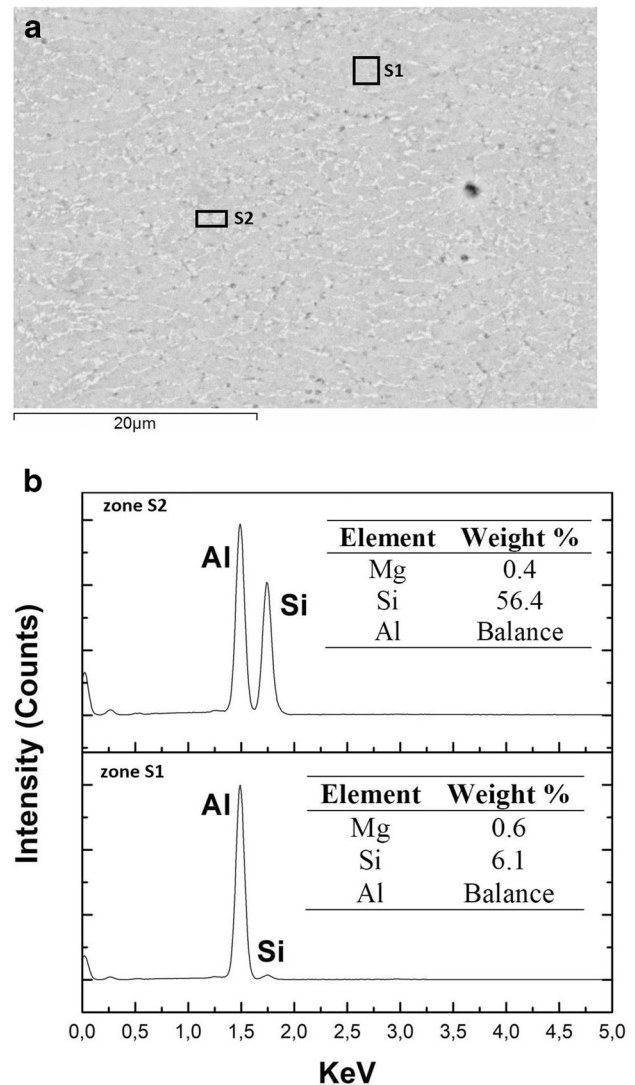 a
S1
S2
20µm
b
zone S2
Al
Si
Element Weight %
Mg 0.4
Si 56.4
Al Balance
zone S1
Al
Si
Element Weight %
Mg 0.6
Si 6.1
Al Balance
Intensity (Counts)
0,0 0,5 1,0 1,5 2,0 2,5 3,0 3,5 4,0 4,5 5,0
KeV